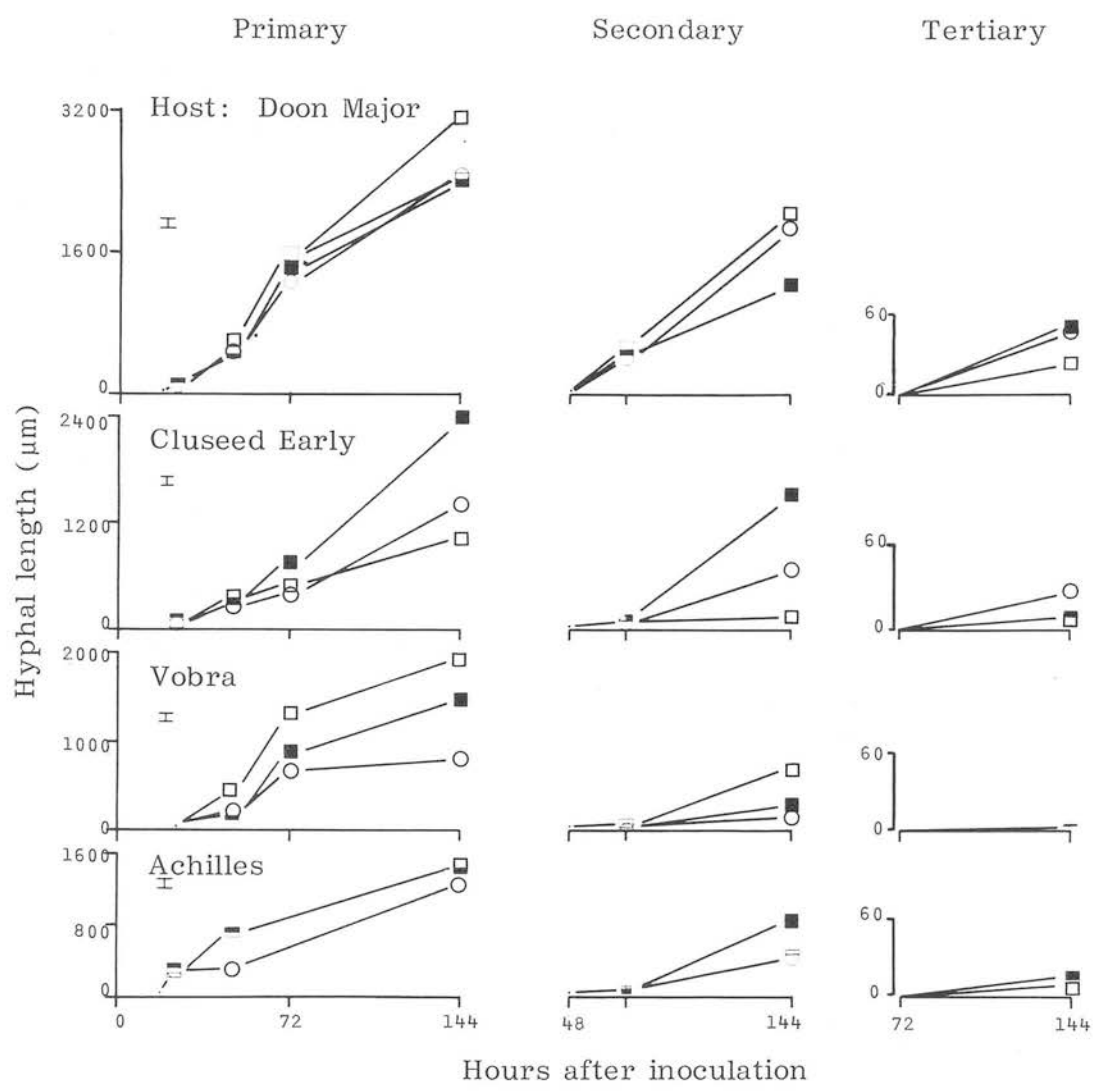 Primary Secondary Tertiary
Host: Doon Major
3200
1600
0
60
0
Cluseed Early
2400
1200
0
60
0
Vobra
2000
1000
0
60
0
Achilles
1600
800
0
60
0
0 72 144 48 144 72 144
Hyphal length (µm)
Hours after inoculation